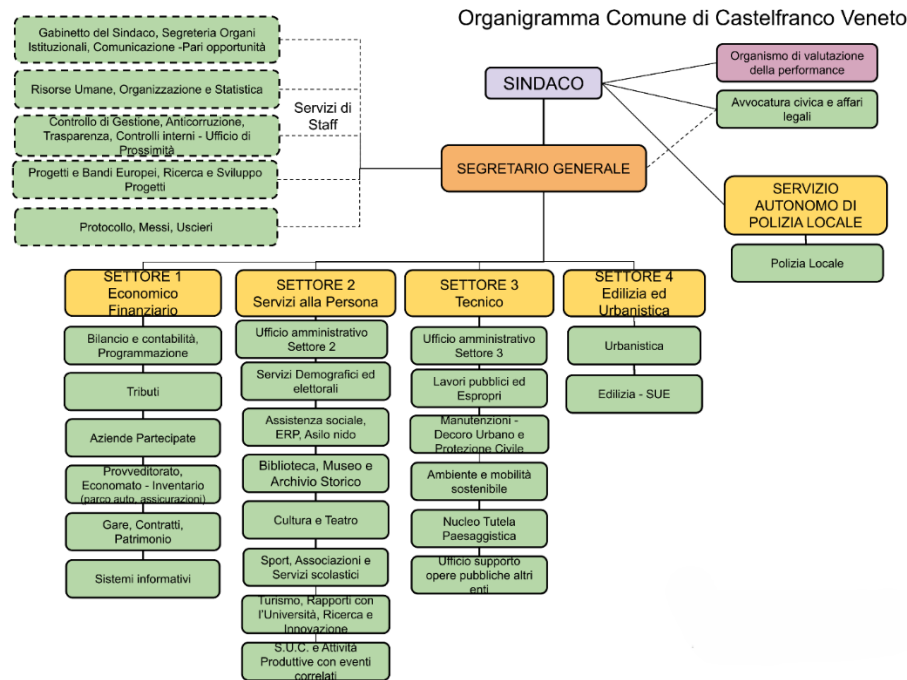 Organigramma Comune di Castelfranco Veneto
Gabinetto del Sindaco, Segreteria Organi
Istituzionali, Comunicazione -Pari opportunità
Risorse Umane, Organizzazione e Statistica
Controllo di Gestione, Anticorruzione,
Trasparenza, Controlli interni - Ufficio di
Prossimità
Progetti e Bandi Europei, Ricerca e Sviluppo
Progetti
Protocollo, Messi, Uscieri
Servizi di
Staff
SINDACO
SEGRETARIO GENERALE
Organismo di valutazione
della performance
Avvocatura civica e affari
legali
SERVIZIO
AUTONOMO DI
POLIZIA LOCALE
Polizia Locale
SETTORE 1
Economico
Finanziario
Bilancio e contabilità,
Programmazione
Tributi
Aziende Partecipate
Provveditorato,
Economato - Inventario
(parco auto, assicurazioni)
Gare, Contratti,
Patrimonio
Sistemi informativi
SETTORE 2
Servizi alla Persona
Ufficio amministrativo
Settore 2
Servizi Demografici ed
elettorali
Assistenza sociale,
ERP, Asilo nido
Biblioteca, Museo e
Archivio Storico
Cultura e Teatro
Sport, Associazioni e
Servizi scolastici
Turismo, Rapporti con
l'Università, Ricerca e
Innovazione
S.U.C. e Attività
Produttive con eventi
correlati
SETTORE 3
Tecnico
Ufficio amministrativo
Settore 3
Lavori pubblici ed
Espropri
Manutenzioni -
Decoro Urbano e
Protezione Civile
Ambiente e mobilità
sostenibile
Nucleo Tutela
Paesaggistica
Ufficio supporto
opere pubbliche altri
enti
SETTORE 4
Edilizia ed
Urbanistica
Urbanistica
Edilizia - SUE